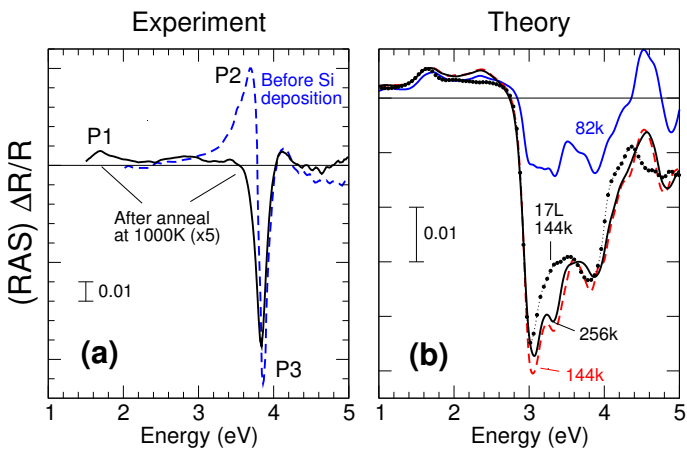 Experiment
Theory
(RAS) ΔR/R
P1
P2
Before Si
deposition
After anneal
at 1000K (x5)
0.01
(a)
P3
1
2
3
4
5
Energy (eV)
82k
0.01
17L
144k
256k
(b)
144k
1
2
3
4
5
Energy (eV)